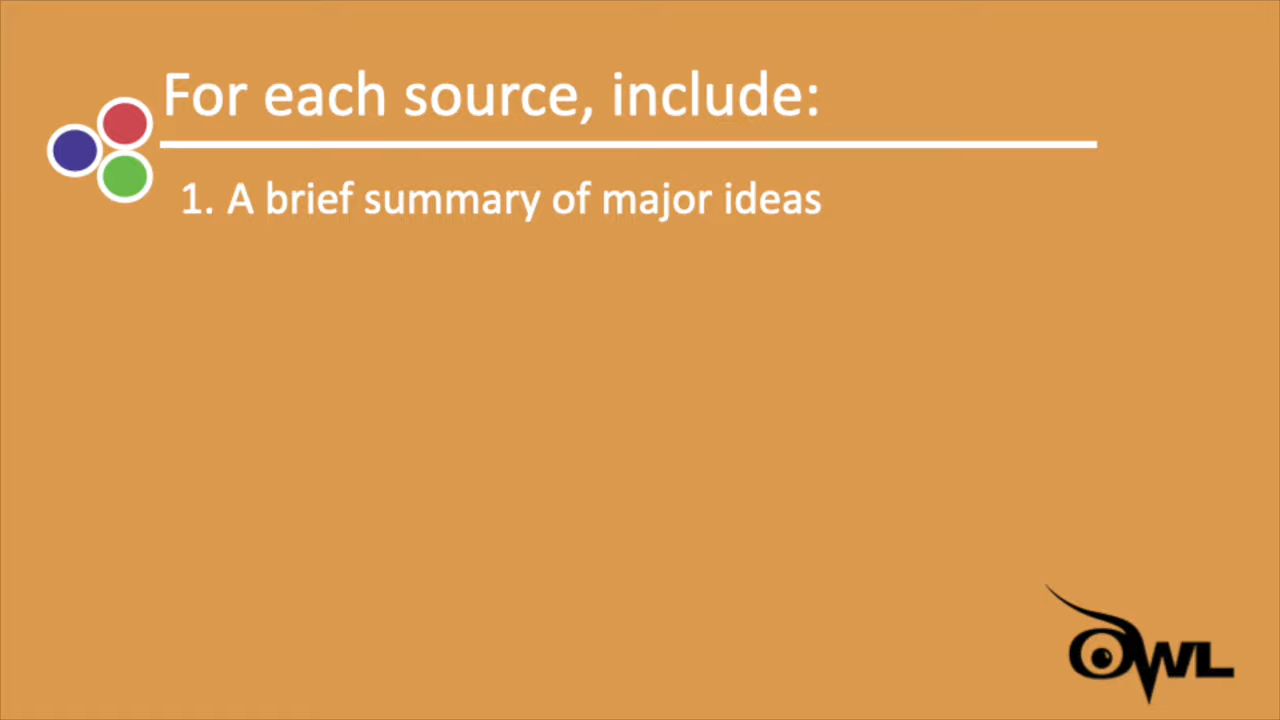 For each source, include:
1. A brief summary of major ideas
OWL